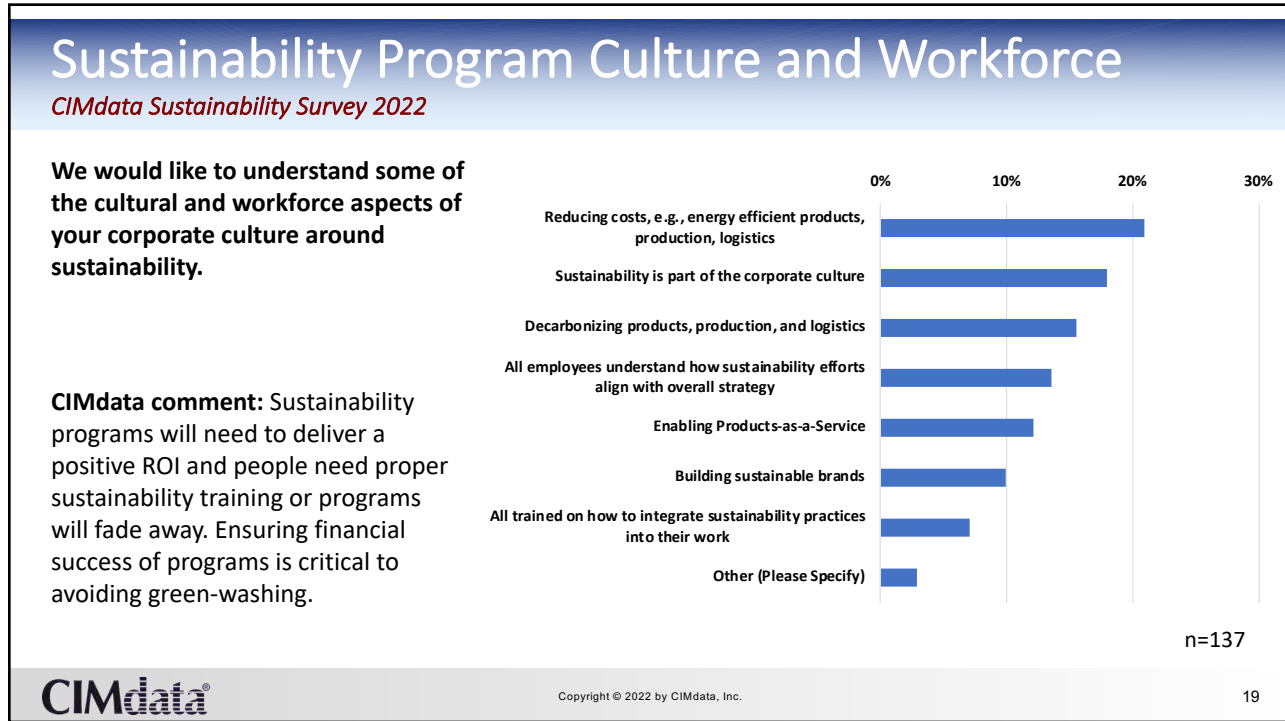 Sustainability Program Culture and Workforce
CIMdata Sustainability Survey 2022
We would like to understand some of
the cultural and workforce aspects of
your corporate culture around
sustainability.
CIMdata comment: Sustainability
programs will need to deliver a
positive ROI and people need proper
sustainability training or programs
will fade away. Ensuring financial
success of programs is critical to
avoiding green-washing.
0% 10% 20% 30%
Reducing costs, e.g., energy efficient products,
production, logistics
Sustainability is part of the corporate culture
Decarbonizing products, production, and logistics
All employees understand how sustainability efforts
align with overall strategy
Enabling Products-as-a-Service
Building sustainable brands
All trained on how to integrate sustainability practices
into their work
Other (Please Specify)
n=137
CIMdata®
Copyright © 2022 by CIMdata, Inc.
19